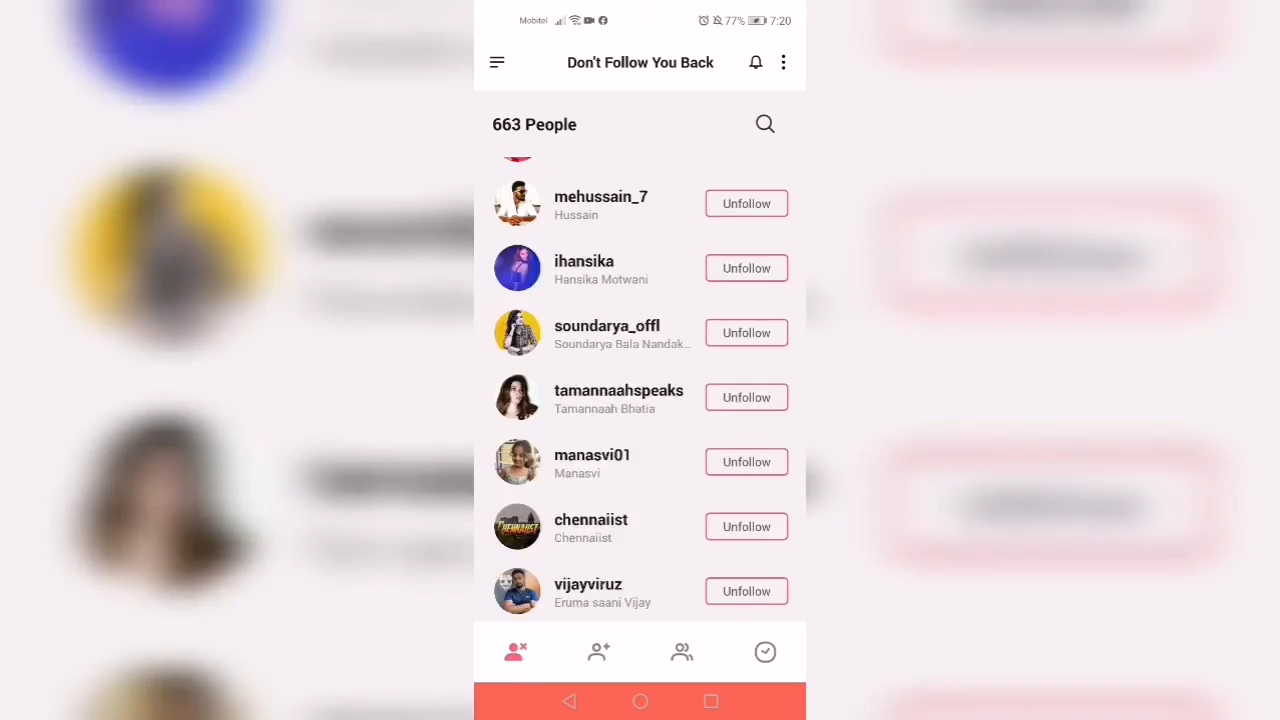 Mobitel 77% 7:20
Don't Follow You Back
663 People
mehussain_7
Hussain
Unfollow
ihansika
Hansika Motwani
Unfollow
soundarya_offl
Soundarya Bala Nandak...
Unfollow
tamannaahspeaks
Tamannaah Bhatia
Unfollow
manasvi01
Manasvi
Unfollow
CHENNAIIST
chennaiist
Chennaiist
Unfollow
vijayviruz
Eruma saani Vijay
Unfollow